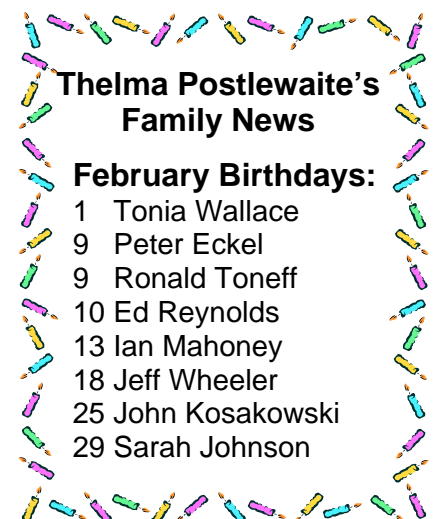 Thelma Postlewaite’s
Family News
February Birthdays:
1 Tonia Wallace
9 Peter Eckel
9 Ronald Toneff
10 Ed Reynolds
13 Ian Mahoney
18 Jeff Wheeler
25 John Kosakowski
29 Sarah Johnson